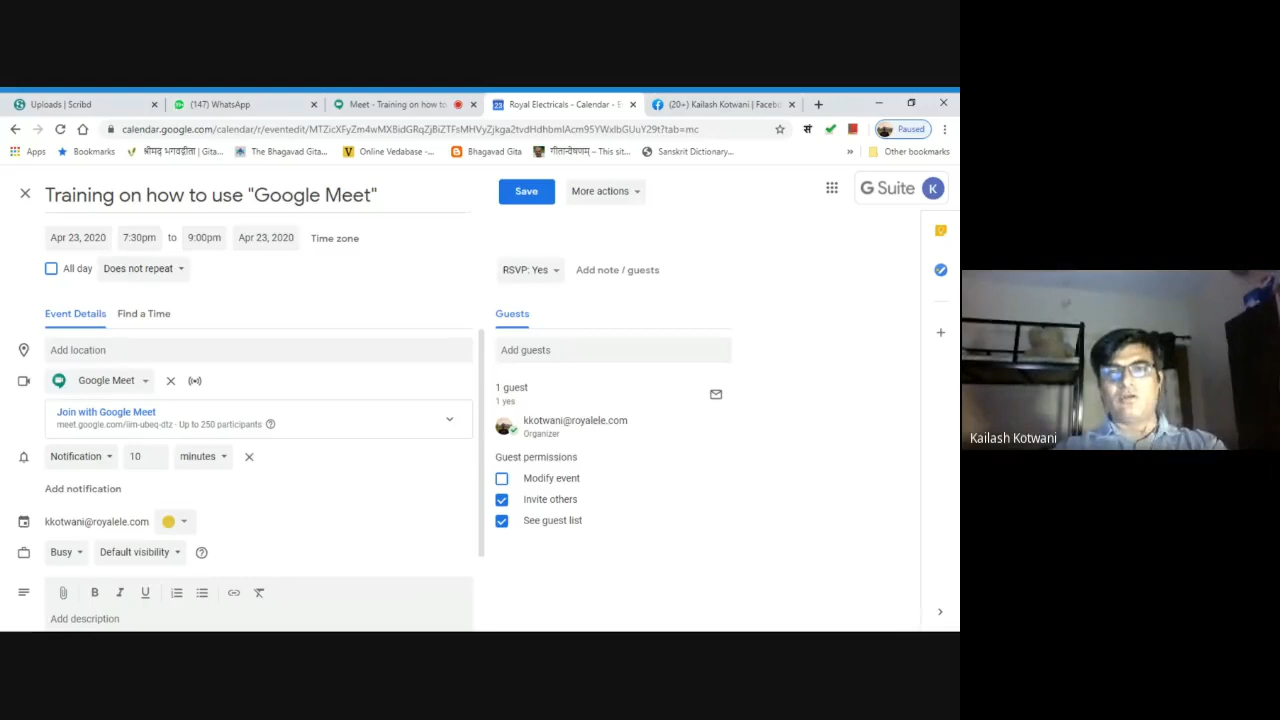 Uploads | Scribd
(147) WhatsApp
Meet - Training on how to
Royal Electricals - Calendar - E
(20+) Kailash Kotwani | Faceb
calendar.google.com/calendar/r/eventedit/
?tab=mc
सं
Paused
Apps
Bookmarks
श्रीमद् भगवद्गीता | Gita...
The Bhagavad Gita...
Online Vedabase -...
Bhagavad Gita
गीतान्वेषणम् – This sit...
Sanskrit Dictionary...
Other bookmarks
Training on how to use "Google Meet"
Save
More actions
G Suite
K
Apr 23, 2020
7:30pm
to
9:00pm
Apr 23, 2020
Time zone
All day
Does not repeat
RSVP: Yes
Add note / guests
Event Details
Find a Time
Guests
Add location
Add guests
Google Meet
1 guest
1 yes
Join with Google Meet
meet.google.com/iim-ubeq-dtz · Up to 250 participants
kkotwani@royalele.com
Organizer
Kailash Kotwani
Notification
10
minutes
Guest permissions
Modify event
Add notification
Invite others
kkotwani@royalele.com
See guest list
Busy
Default visibility
B
I
U
Add description